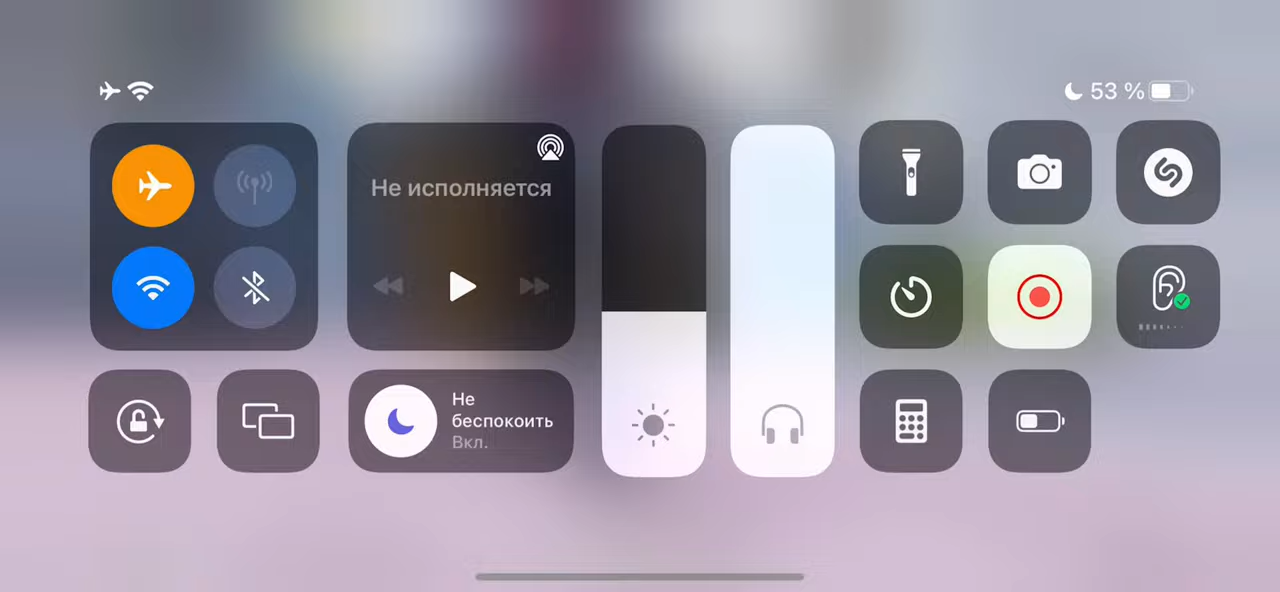 53 %
Не исполняется
Не
беспокоить
Вкл.